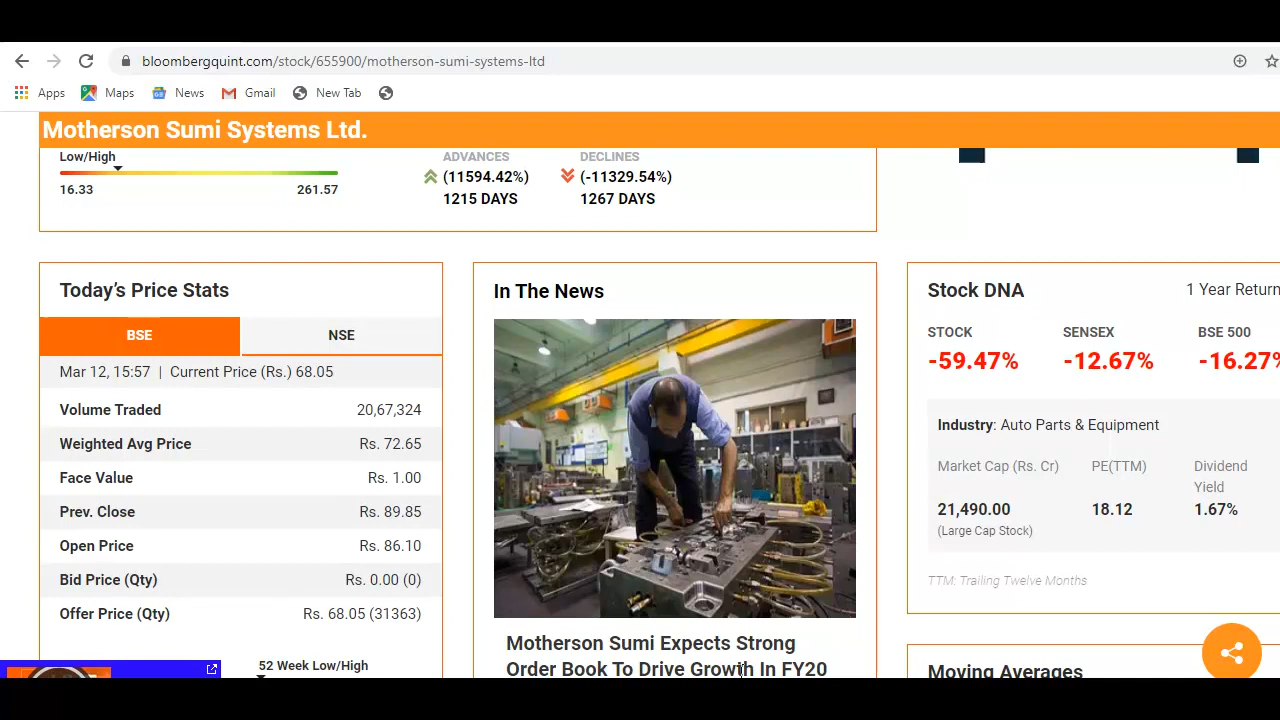 bloombergquint.com/stock/655900/motherson-sumi-systems-ltd
Apps Maps News Gmail New Tab
Motherson Sumi Systems Ltd.
Low/High
16.33 261.57
ADVANCES
(11594.42%)
1215 DAYS
DECLINES
(-11329.54%)
1267 DAYS
Today's Price Stats
BSE NSE
Mar 12, 15:57 | Current Price (Rs.) 68.05
Volume Traded 20,67,324
Weighted Avg Price Rs. 72.65
Face Value Rs. 1.00
Prev. Close Rs. 89.85
Open Price Rs. 86.10
Bid Price (Qty) Rs. 0.00 (0)
Offer Price (Qty) Rs. 68.05 (31363)
52 Week Low/High
In The News
Motherson Sumi Expects Strong
Order Book To Drive Growth In FY20
Stock DNA 1 Year Return
STOCK SENSEX BSE 500
-59.47% -12.67% -16.27%
Industry: Auto Parts & Equipment
Market Cap (Rs. Cr) PE(TTM) Dividend
Yield
21,490.00 18.12 1.67%
(Large Cap Stock)
TTM: Trailing Twelve Months
Moving Averages